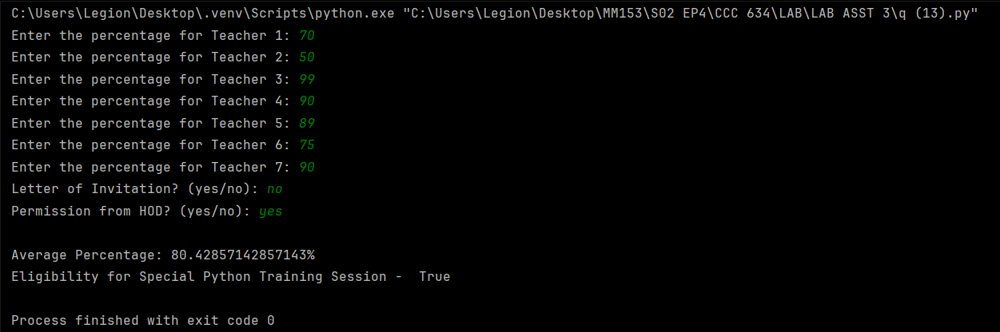 C:\Users\Legion\Desktop\.venv\Scripts\python.exe "C:\Users\Legion\Desktop\MM153\S02 EP4\CCC 634\LAB\LAB ASST 3\q (13).py"
Enter the percentage for Teacher 1: 70
Enter the percentage for Teacher 2: 50
Enter the percentage for Teacher 3: 99
Enter the percentage for Teacher 4: 90
Enter the percentage for Teacher 5: 89
Enter the percentage for Teacher 6: 75
Enter the percentage for Teacher 7: 90
Letter of Invitation? (yes/no): no
Permission from HOD? (yes/no): yes
Average Percentage: 80.42857142857143%
Eligibility for Special Python Training Session -  True
Process finished with exit code 0